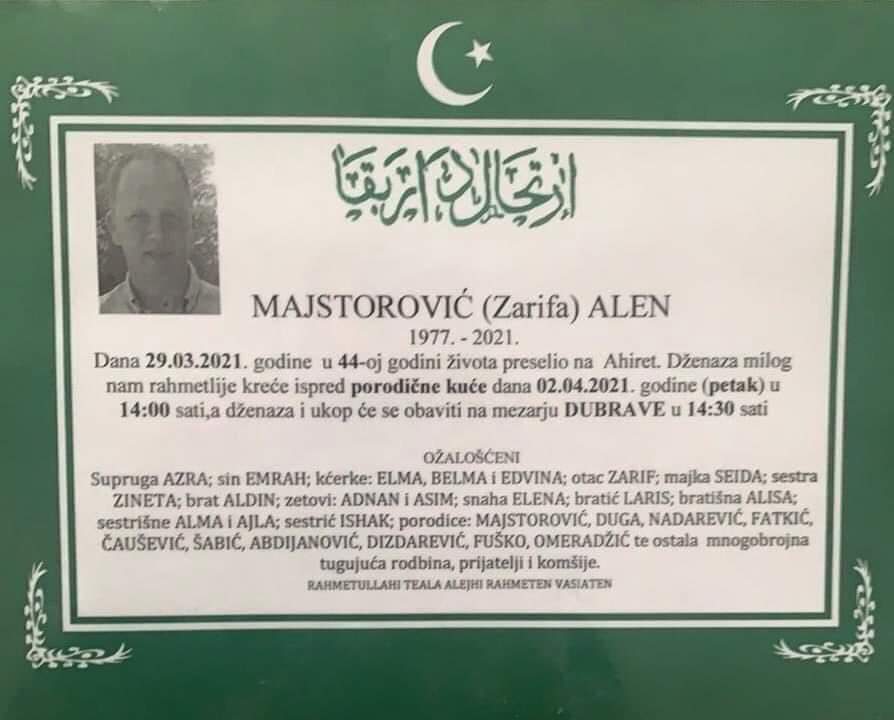 ارتحال دار بقا
MAJSTOROVIĆ (Zarifa) ALEN
1977. - 2021.
Dana 29.03.2021. godine u 44-oj godini života preselio na Ahiret. Dženaza milog
nam rahmetlije kreće ispred porodične kuće dana 02.04.2021. godine (petak) u
14:00 sati,a dženaza i ukop će se obaviti na mezarju DUBRAVE u 14:30 sati
OŽALOŠĆENI
Supruga AZRA; sin EMRAH; kćerke: ELMA, BELMA i EDVINA; otac ZARIF; majka SEIDA; sestra
ZINETA; brat ALDIN; zetovi: ADNAN i ASIM; snaha ELENA; bratić LARIS; bratišna ALISA;
sestrišne ALMA i AJLA; sestrić ISHAK; porodice: MAJSTOROVIĆ, DUGA, NADAREVIĆ, FATKIĆ,
ČAUŠEVIĆ, ŠABIĆ, ABDIJANOVIĆ, DIZDAREVIĆ, FUŠKO, OMERADŽIĆ te ostala mnogobrojna
tugujuća rodbina, prijatelji i komšije.
RAHMETULLAHI TEALA ALEJHI RAHMETEN VASIATEN